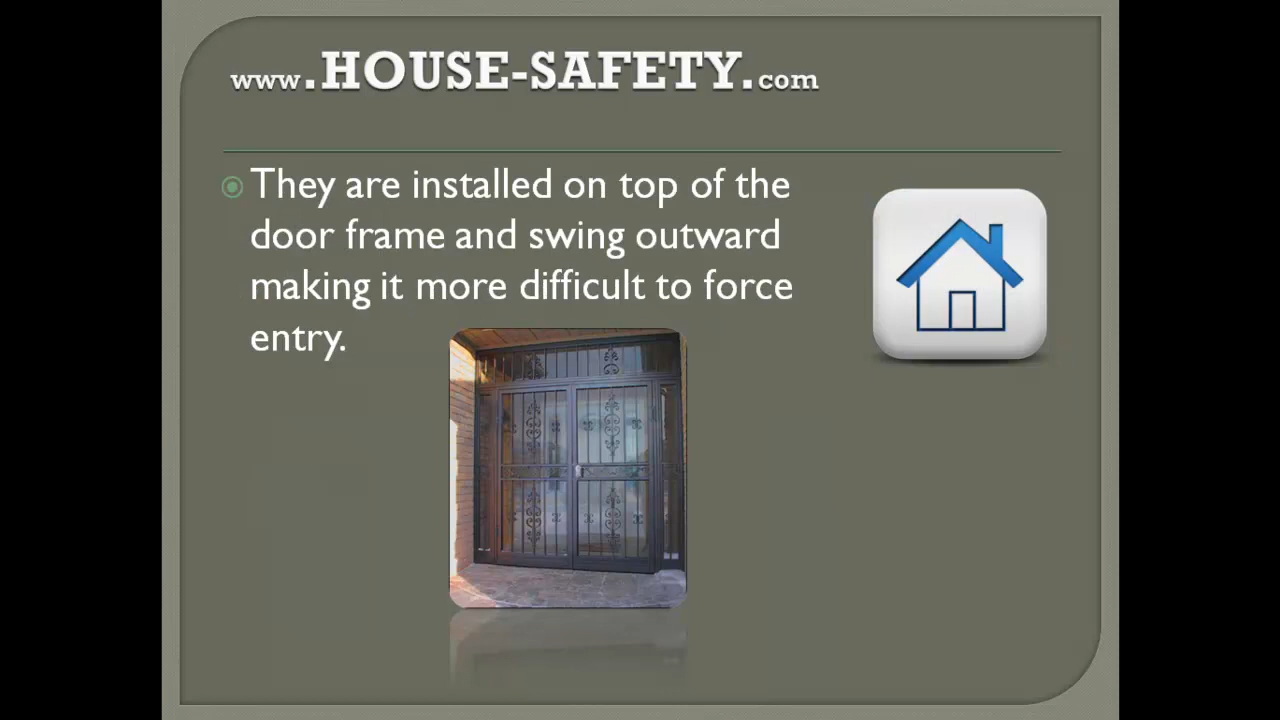 www.HOUSE-SAFETY.com
They are installed on top of the
door frame and swing outward
making it more difficult to force
entry.